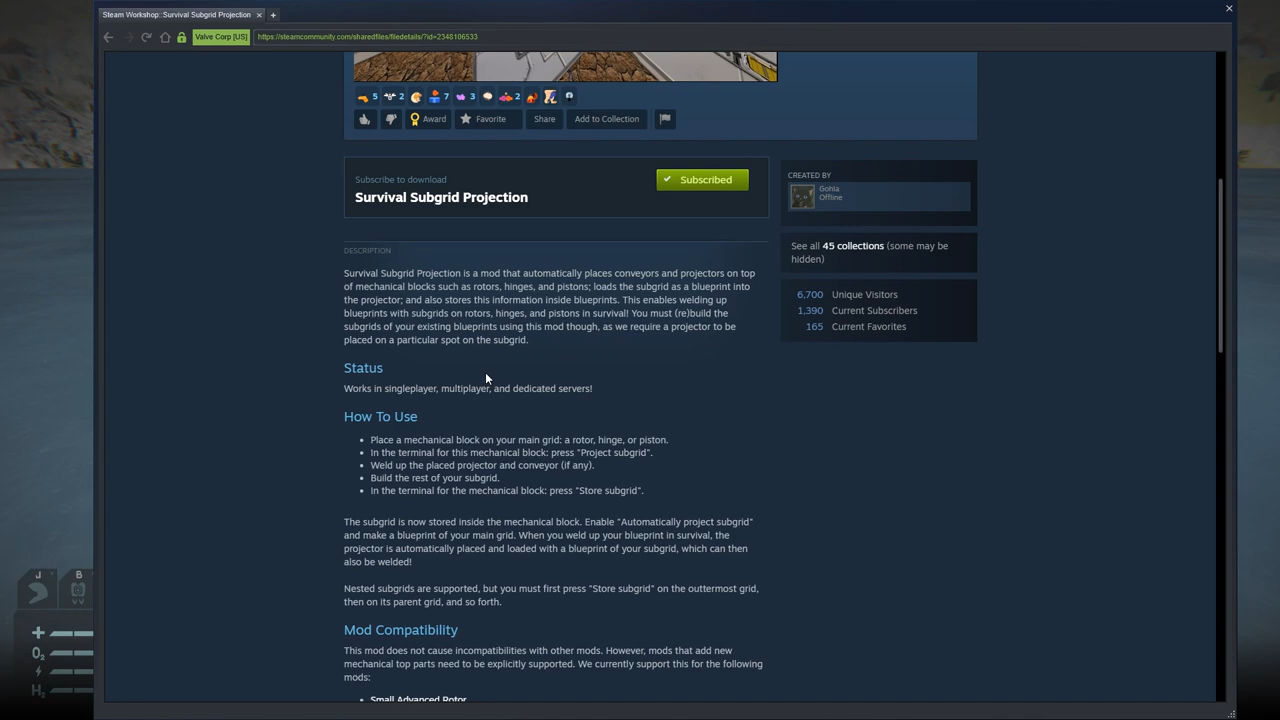 Steam Workshop: Survival Subgrid Projection
Valve Corp [US]
https://steamcommunity.com/sharedfiles/filedetails/?id=2348106533
5 2 7 3 2
Award
Favorite
Share
Add to Collection
Subscribe to download
Survival Subgrid Projection
Subscribed
CREATED BY
Gohla
Offline
See all 45 collections (some may be
hidden)
6,700 Unique Visitors
1,390 Current Subscribers
165 Current Favorites
DESCRIPTION
Survival Subgrid Projection is a mod that automatically places conveyors and projectors on top
of mechanical blocks such as rotors, hinges, and pistons; loads the subgrid as a blueprint into
the projector; and also stores this information inside blueprints. This enables welding up
blueprints with subgrids on rotors, hinges, and pistons in survival! You must (re)build the
subgrids of your existing blueprints using this mod though, as we require a projector to be
placed on a particular spot on the subgrid.
Status
Works in singleplayer, multiplayer, and dedicated servers!
How To Use
Place a mechanical block on your main grid: a rotor, hinge, or piston.
In the terminal for this mechanical block: press "Project subgrid".
Weld up the placed projector and conveyor (if any).
Build the rest of your subgrid.
In the terminal for the mechanical block: press "Store subgrid".
The subgrid is now stored inside the mechanical block. Enable "Automatically project subgrid"
and make a blueprint of your main grid. When you weld up your blueprint in survival, the
projector is automatically placed and loaded with a blueprint of your subgrid, which can then
also be welded!
Nested subgrids are supported, but you must first press "Store subgrid" on the outtermost grid,
then on its parent grid, and so forth.
Mod Compatibility
This mod does not cause incompatibilities with other mods. However, mods that add new
mechanical top parts need to be explicitly supported. We currently support this for the following
mods:
Small Advanced Rotor
J
B
O2
H2